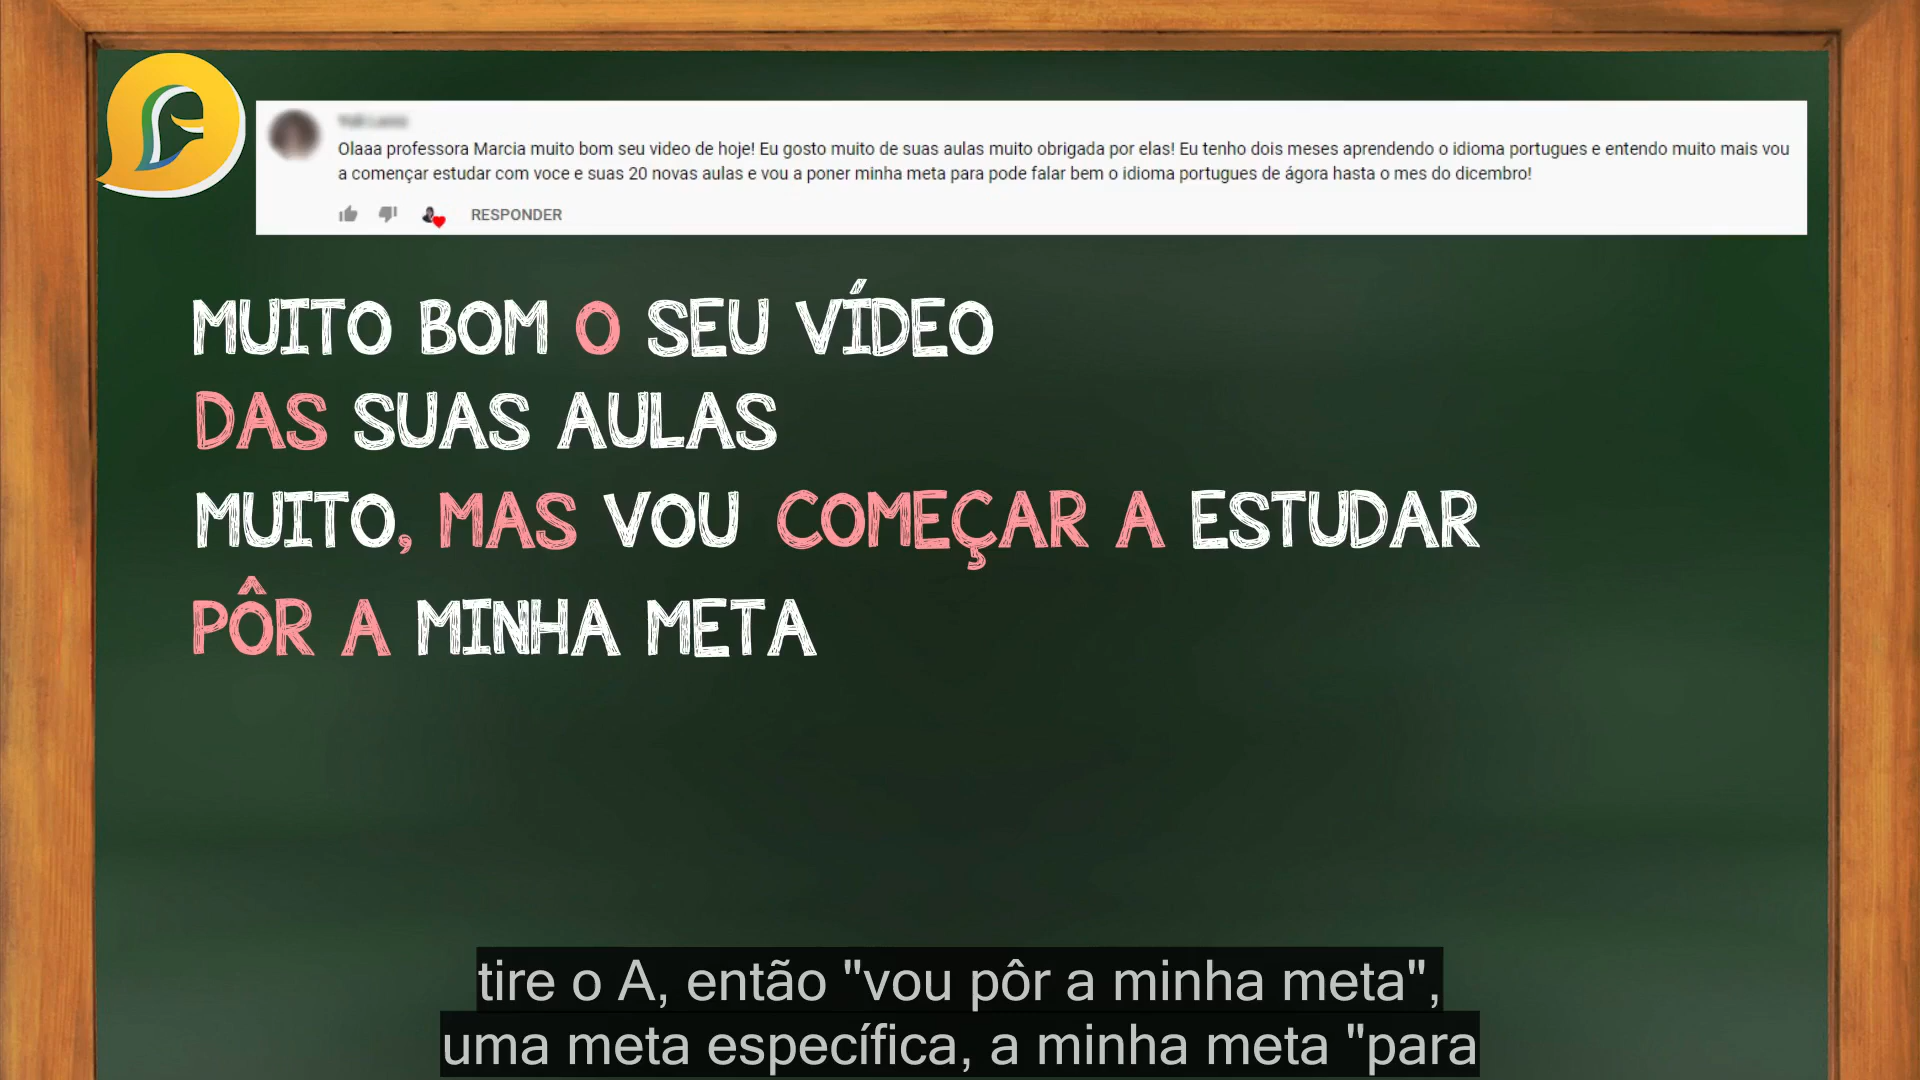 Olaaa professora Marcia muito bom seu video de hoje! Eu gosto muito de suas aulas muito obrigada por elas! Eu tenho dois meses aprendendo o idioma portugues e entendo muito mais vou
a començar estudar com voce e suas 20 novas aulas e vou a poner minha meta para pode falar bem o idioma portugues de ágora hasta o mes do dicembro!
RESPONDER
MUITO BOM O SEU VÍDEO
DAS SUAS AULAS
MUITO, MAS VOU COMEÇAR A ESTUDAR
PÔR A MINHA META
tire o A, então "vou pôr a minha meta",
uma meta específica, a minha meta "para